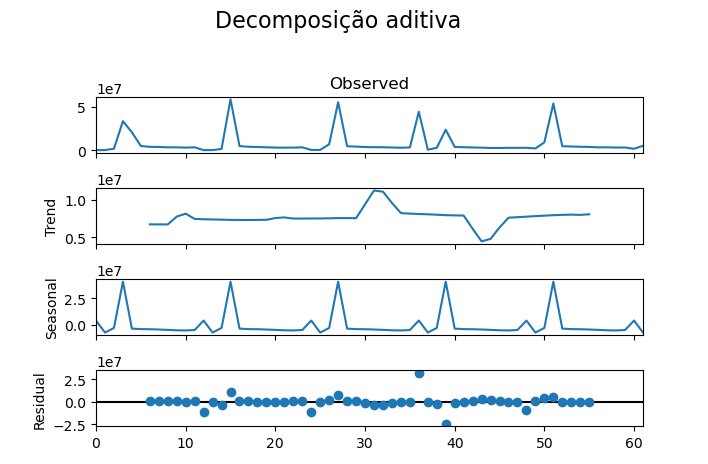 Decomposição aditiva
Observed
1e7
5
0
1e7
1.0
0.5
Trend
1e7
2.5
0.0
Seasonal
1e7
2.5
0.0
−2.5
Residual
0 10 20 30 40 50 60